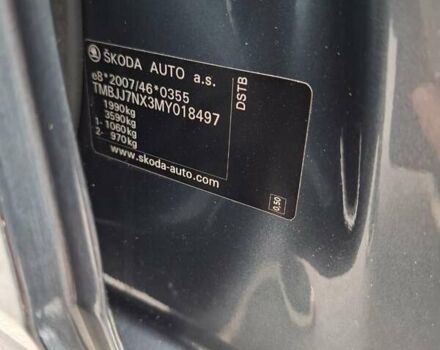 ŠKODA AUTO a.s.
e8*2007/46*0355
TMBJJ7NX3MY018497
1990kg
3590kg
1- 1060kg
2- 970kg
www.skoda-auto.com
DSTB
0,50